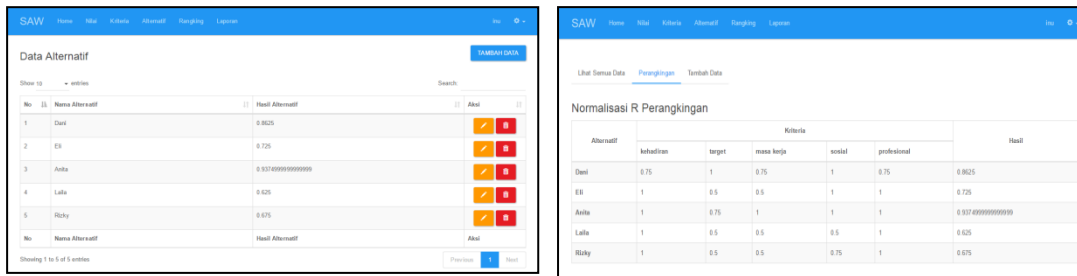 SAW Home Nilai Kriteria Alternatif Rangking Laporan Inu
Data Alternatif
TAMBAH DATA
Show 10 entries
Search:
No Nama Alternatif Hasil Alternatif Aksi
1 Dani 0.8625
2 Eli 0.725
3 Anita 0.9374999999999999
4 Laila 0.625
5 Rizky 0.675
No Nama Alternatif Hasil Alternatif Aksi
Showing 1 to 5 of 5 entries
Previous 1 Next
SAW Home Nilai Kriteria Alternatif Rangking Laporan Inu
Lihat Semua Data Perangkingan Tambah Data
Normalisasi R Perangkingan
Alternatif Kriteria Hasil
kehadiran target masa kerja sosial profesional
Dani 0.75 1 0.75 1 0.75 0.8625
Eli 1 0.5 0.5 1 1 0.725
Anita 1 0.75 1 1 1 0.9374999999999999
Laila 1 0.5 0.5 0.5 1 0.625
Rizky 1 0.5 0.5 0.75 1 0.675